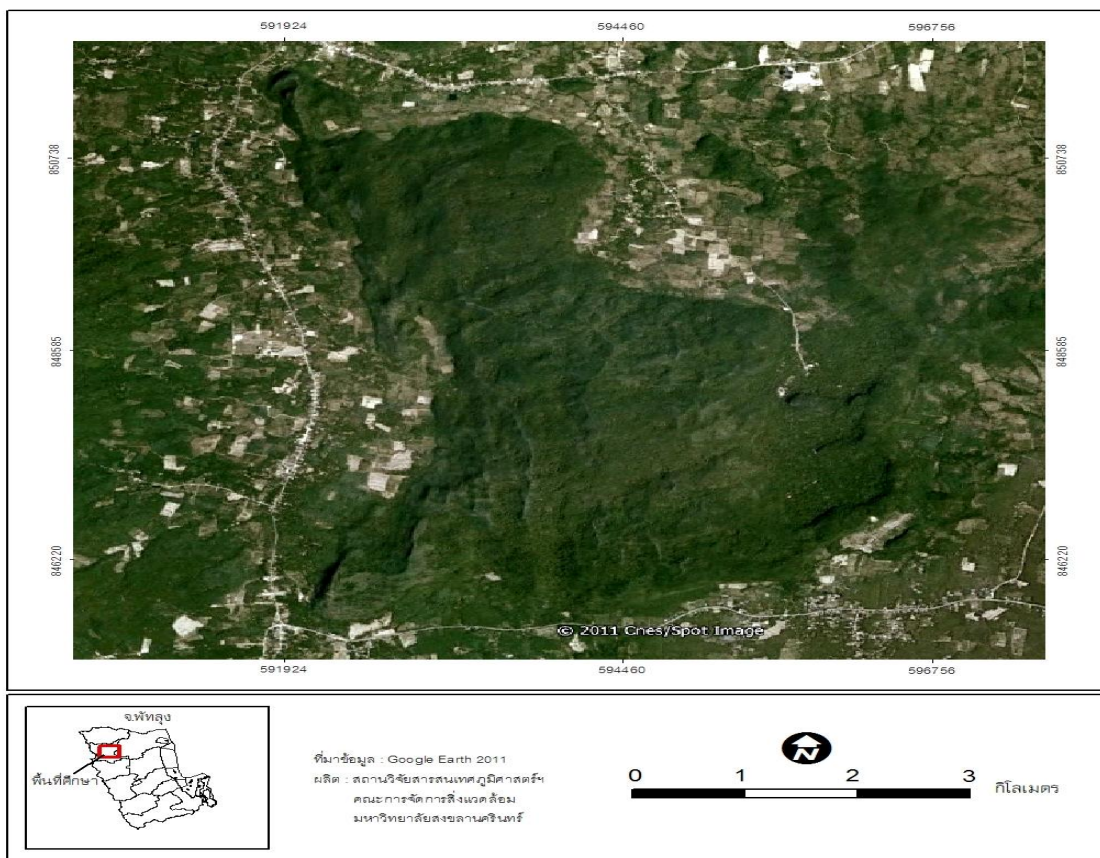 591924 594460 596756
850738 850738
848585 848585
846220 846220
© 2011 Cnes/Spot Image
591924 594460 596756
จ.พัทลุง
พื้นที่ศึกษา
ที่มาข้อมูล : Google Earth 2011
ผลิต : สถานวิจัยสารสนเทศภูมิศาสตร์ฯ
คณะการจัดการสิ่งแวดล้อม
มหาวิทยาลัยสงขลานครินทร์
N
0 1 2 3
กิโลเมตร